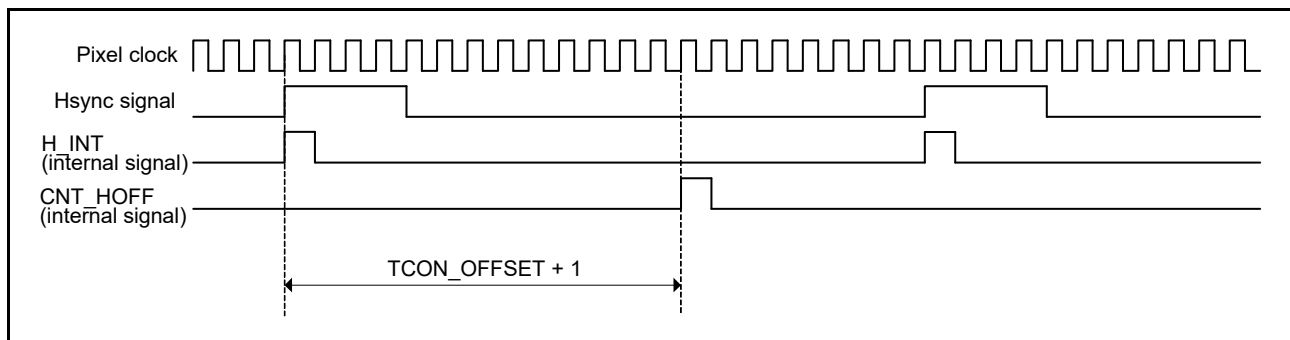 Pixel clock
Hsync signal
H_INT
(internal signal)
CNT_HOFF
(internal signal)
TCON_OFFSET + 1